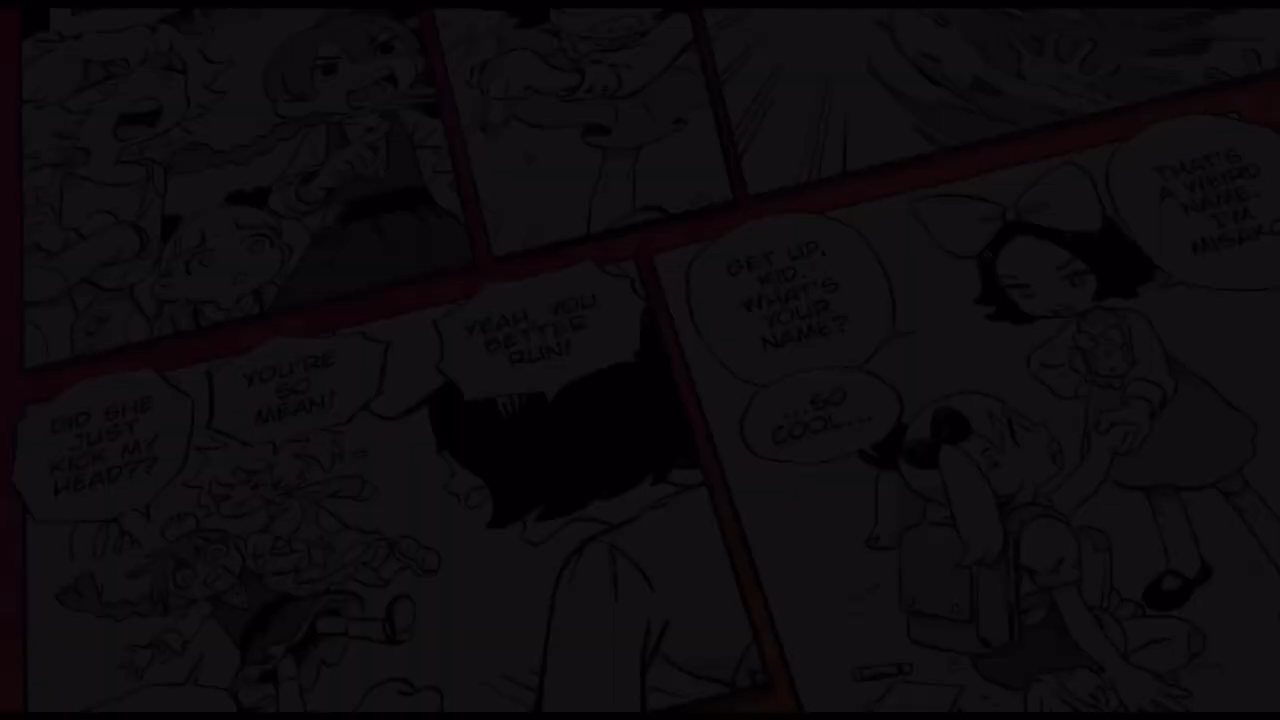 DID SHE
JUST
KICK MY
HEAD??
YOU'RE
SO
MEAN!
YEAH, YOU
BETTER
RUN!
GET UP,
KID.
WHAT'S
YOUR
NAME?
...SO
COOL...
THAT'S
A WEIRD
NAME.
I'M